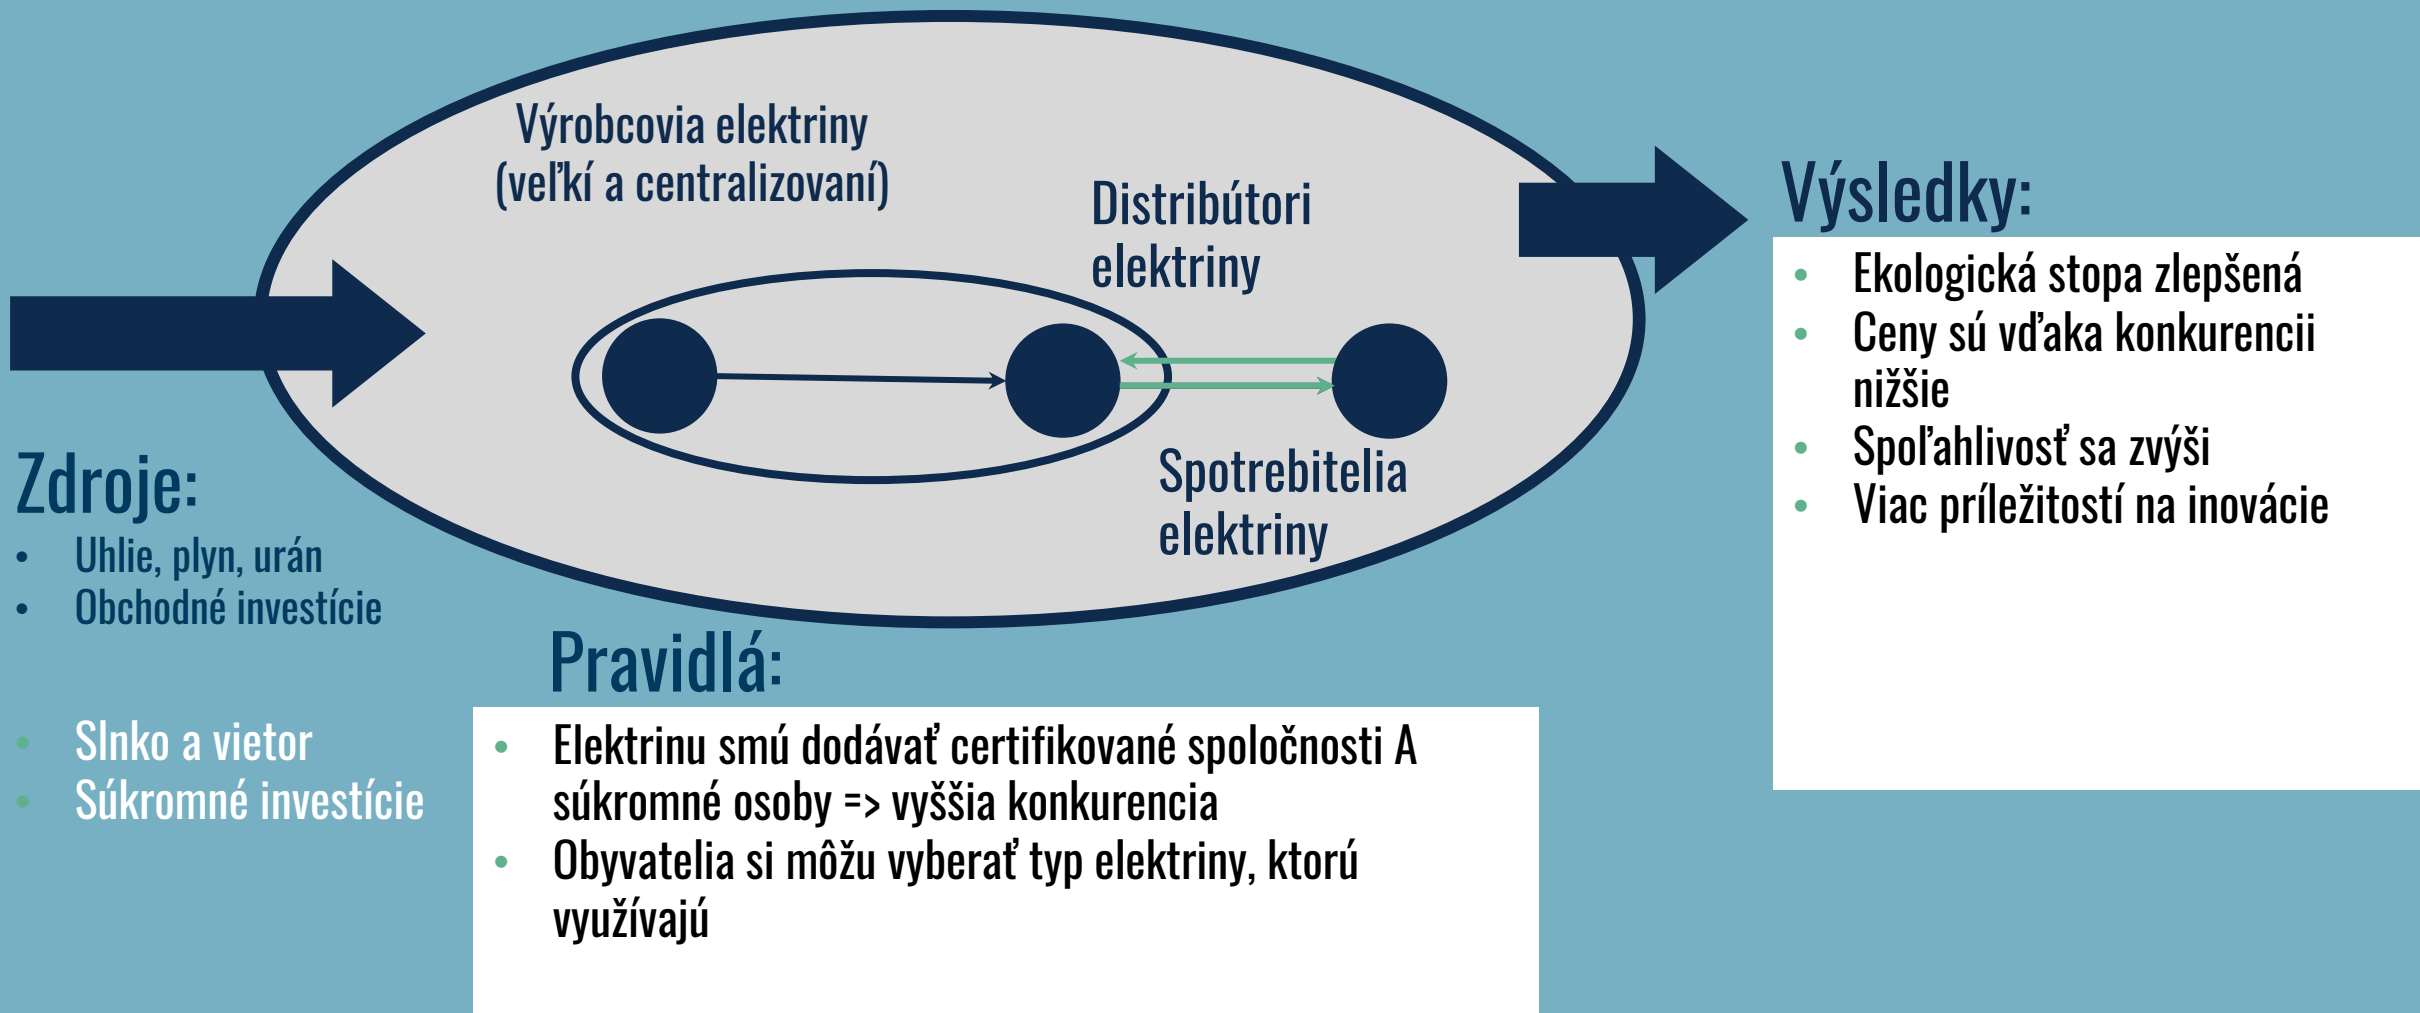 Výrobcovia elektriny
(veľkí a centralizovaní)
Distribútori
elektriny
Spotrebitelia
elektriny
Zdroje:
• Uhlie, plyn, urán
• Obchodné investície
• Slnko a vietor
• Súkromné investície
Pravidlá:
• Elektrinu smú dodávať certifikované spoločnosti A
súkromné osoby => vyššia konkurencia
• Obyvatelia si môžu vyberať typ elektriny, ktorú
využívajú
Výsledky:
• Ekologická stopa zlepšená
• Ceny sú vďaka konkurencii
nižšie
• Spoľahlivosť sa zvýši
• Viac príležitostí na inovácie